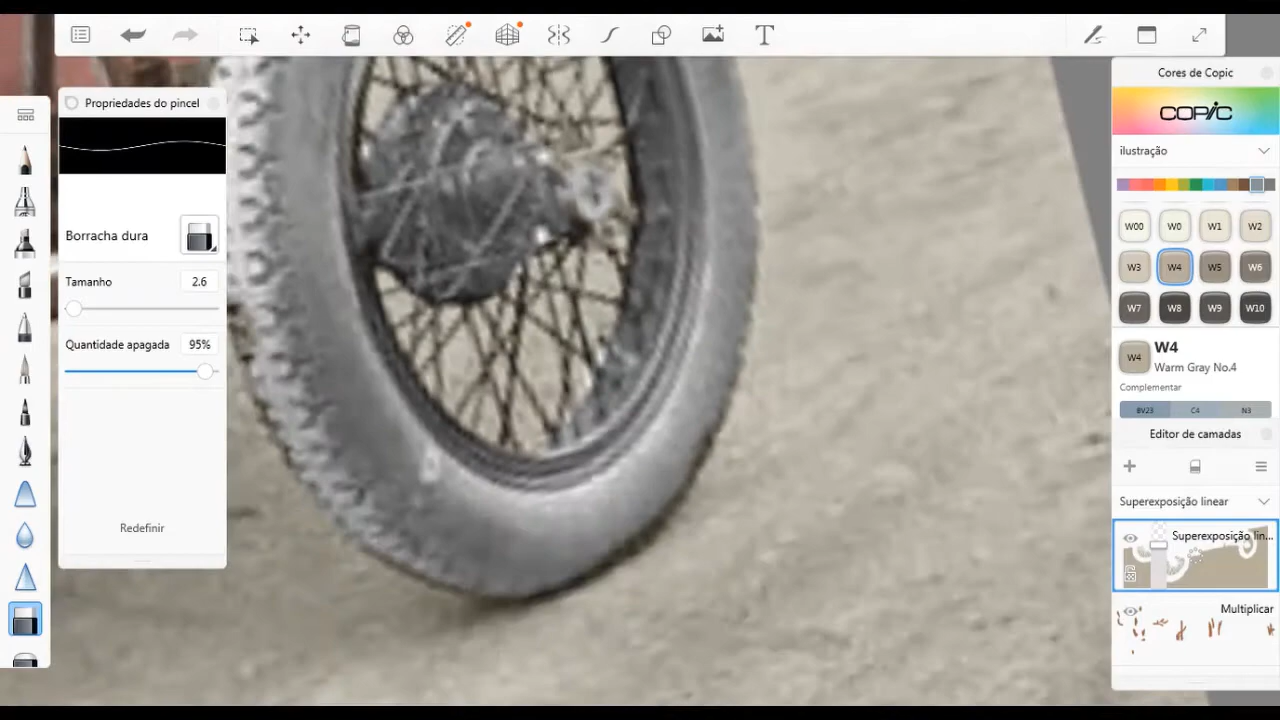 T
Propriedades do pincel
Borracha dura
Tamanho
2.6
Quantidade apagada
95%
Redefinir
Cores de Copic
COPIC
ilustração
W00
W0
W1
W2
W3
W4
W5
W6
W7
W8
W9
W10
W4
W4
Warm Gray No.4
Complementar
BV23
C4
N3
Editor de camadas
Superexposição linear
Superexposição lin...
Multiplicar